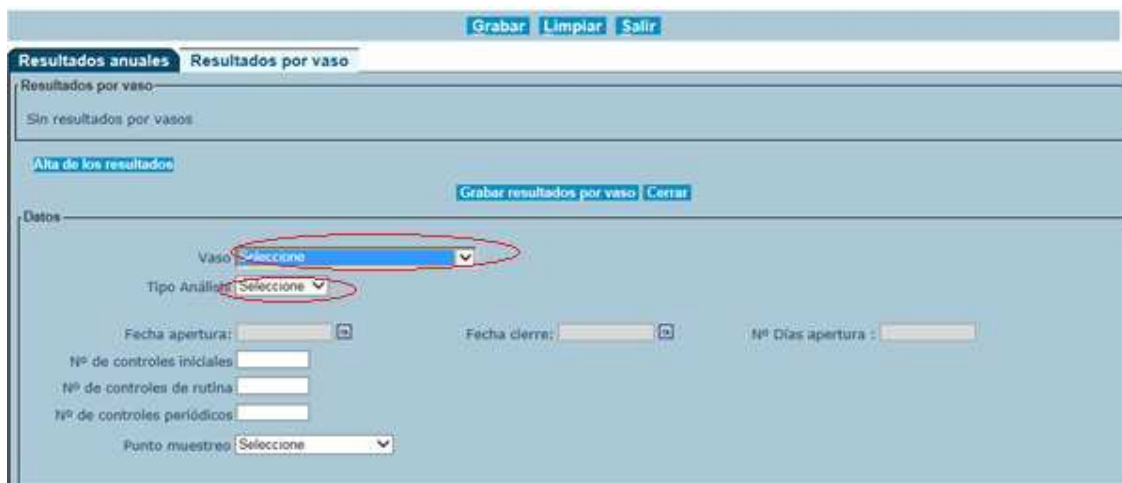 Grabar Limpiar Salir
Resultados anuales Resultados por vaso
Resultados por vaso
Sin resultados por vasos
Alta de los resultados
Grabar resultados por vaso Cerrar
Datos
Vaso Seleccione
Tipo Análisis Seleccione
Fecha apertura: Fecha cierre: Nº Días apertura :
Nº de controles iniciales
Nº de controles de rutina
Nº de controles periódicos
Punto muestreo Seleccione